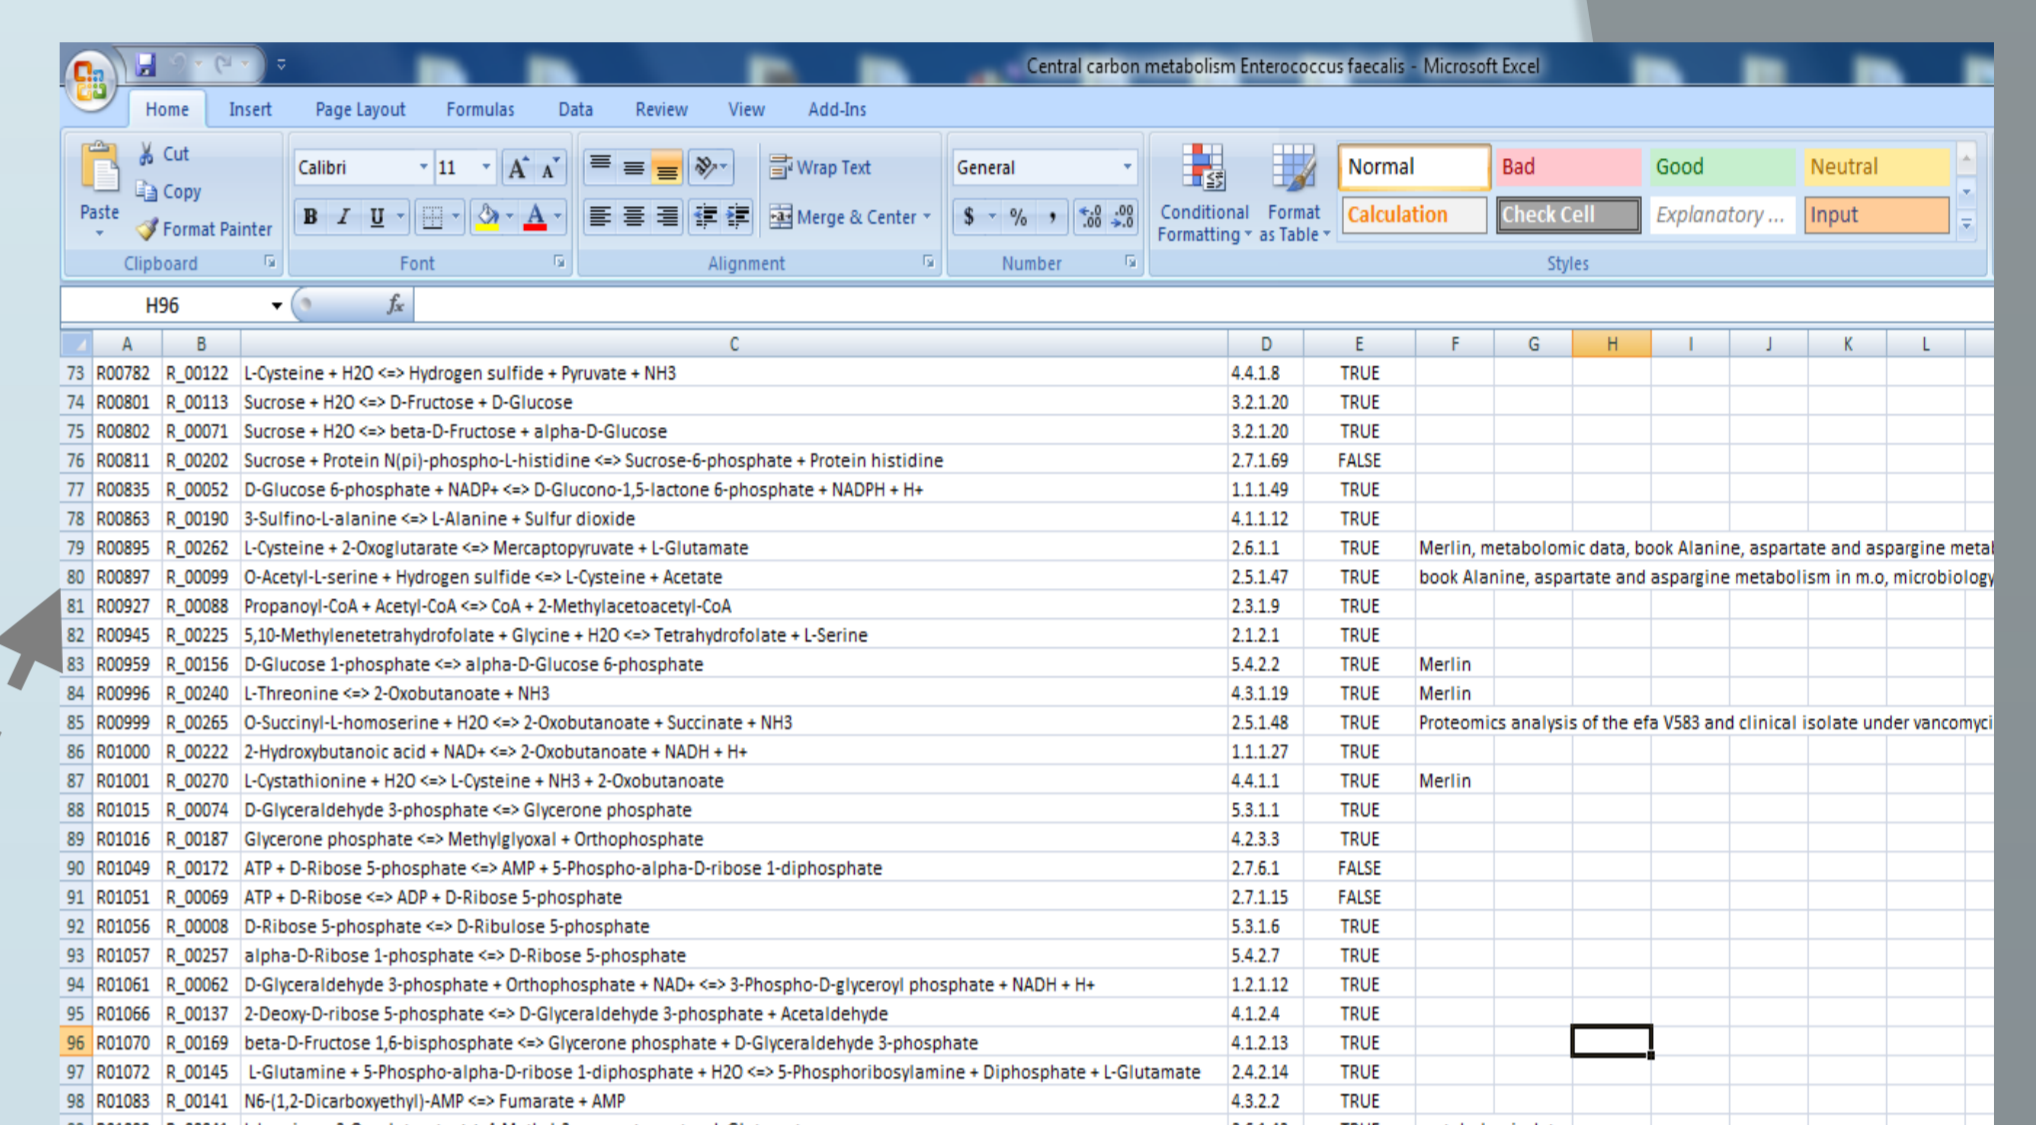 Central carbon metabolism Enterococcus faecalis - Microsoft Excel
Home Insert Page Layout Formulas Data Review View Add-Ins
Cut
Copy
Format Painter
Paste
Clipboard
Calibri 11 A A
B I U A
Font
Wrap Text
Merge & Center
Alignment
General
$ % , .0 .00 .00 .0
Number
Conditional Formatting
Format as Table
Normal Bad Good Neutral
Calculation Check Cell Explanatory ... Input
Styles
H96 fx
A B C D E F G H I J K L
73 R00782 R_00122 L-Cysteine + H2O <=> Hydrogen sulfide + Pyruvate + NH3 4.4.1.8 TRUE
74 R00801 R_00113 Sucrose + H2O <=> D-Fructose + D-Glucose 3.2.1.20 TRUE
75 R00802 R_00071 Sucrose + H2O <=> beta-D-Fructose + alpha-D-Glucose 3.2.1.20 TRUE
76 R00811 R_00202 Sucrose + Protein N(pi)-phospho-L-histidine <=> Sucrose-6-phosphate + Protein histidine 2.7.1.69 FALSE
77 R00835 R_00052 D-Glucose 6-phosphate + NADP+ <=> D-Glucono-1,5-lactone 6-phosphate + NADPH + H+ 1.1.1.49 TRUE
78 R00863 R_00190 3-Sulfino-L-alanine <=> L-Alanine + Sulfur dioxide 4.1.1.12 TRUE
79 R00895 R_00262 L-Cysteine + 2-Oxoglutarate <=> Mercaptopyruvate + L-Glutamate 2.6.1.1 TRUE Merlin, metabolomic data, book Alanine, aspartate and aspargine metal
80 R00897 R_00099 O-Acetyl-L-serine + Hydrogen sulfide <=> L-Cysteine + Acetate 2.5.1.47 TRUE book Alanine, aspartate and aspargine metabolism in m.o, microbiology
81 R00927 R_00088 Propanoyl-CoA + Acetyl-CoA <=> CoA + 2-Methylacetoacetyl-CoA 2.3.1.9 TRUE
82 R00945 R_00225 5,10-Methylenetetrahydrofolate + Glycine + H2O <=> Tetrahydrofolate + L-Serine 2.1.2.1 TRUE
83 R00959 R_00156 D-Glucose 1-phosphate <=> alpha-D-Glucose 6-phosphate 5.4.2.2 TRUE Merlin
84 R00996 R_00240 L-Threonine <=> 2-Oxobutanoate + NH3 4.3.1.19 TRUE Merlin
85 R00999 R_00265 O-Succinyl-L-homoserine + H2O <=> 2-Oxobutanoate + Succinate + NH3 2.5.1.48 TRUE Proteomics analysis of the efa V583 and clinical isolate under vancomyci
86 R01000 R_00222 2-Hydroxybutanoic acid + NAD+ <=> 2-Oxobutanoate + NADH + H+ 1.1.1.27 TRUE
87 R01001 R_00270 L-Cystathionine + H2O <=> L-Cysteine + NH3 + 2-Oxobutanoate 4.4.1.1 TRUE Merlin
88 R01015 R_00074 D-Glyceraldehyde 3-phosphate <=> Glycerone phosphate 5.3.1.1 TRUE
89 R01016 R_00187 Glycerone phosphate <=> Methylglyoxal + Orthophosphate 4.2.3.3 TRUE
90 R01049 R_00172 ATP + D-Ribose 5-phosphate <=> AMP + 5-Phospho-alpha-D-ribose 1-diphosphate 2.7.6.1 FALSE
91 R01051 R_00069 ATP + D-Ribose <=> ADP + D-Ribose 5-phosphate 2.7.1.15 FALSE
92 R01056 R_00008 D-Ribose 5-phosphate <=> D-Ribulose 5-phosphate 5.3.1.6 TRUE
93 R01057 R_00257 alpha-D-Ribose 1-phosphate <=> D-Ribose 5-phosphate 5.4.2.7 TRUE
94 R01061 R_00062 D-Glyceraldehyde 3-phosphate + Orthophosphate + NAD+ <=> 3-Phospho-D-glyceroyl phosphate + NADH + H+ 1.2.1.12 TRUE
95 R01066 R_00137 2-Deoxy-D-ribose 5-phosphate <=> D-Glyceraldehyde 3-phosphate + Acetaldehyde 4.1.2.4 TRUE
96 R01070 R_00169 beta-D-Fructose 1,6-bisphosphate <=> Glycerone phosphate + D-Glyceraldehyde 3-phosphate 4.1.2.13 TRUE
97 R01072 R_00145 L-Glutamine + 5-Phospho-alpha-D-ribose 1-diphosphate + H2O <=> 5-Phosphoribosylamine + Diphosphate + L-Glutamate 2.4.2.14 TRUE
98 R01083 R_00141 N6-(1,2-Dicarboxyethyl)-AMP <=> Fumarate + AMP 4.3.2.2 TRUE